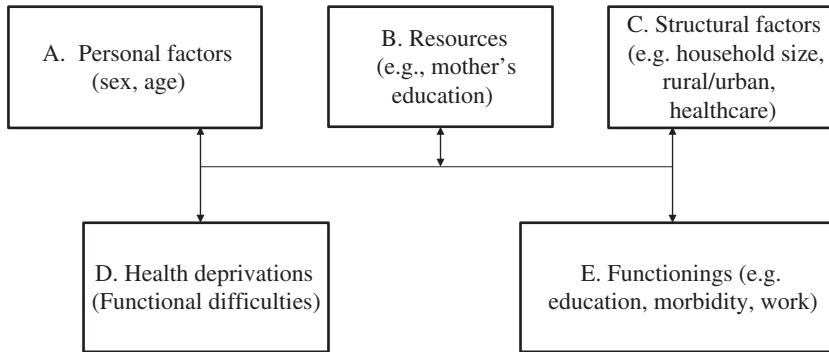 A. Personal factors
(sex, age)
B. Resources
(e.g., mother's
education)
C. Structural factors
(e.g. household size,
rural/urban,
healthcare)
D. Health deprivations
(Functional difficulties)
E. Functionings (e.g.
education, morbidity, work)